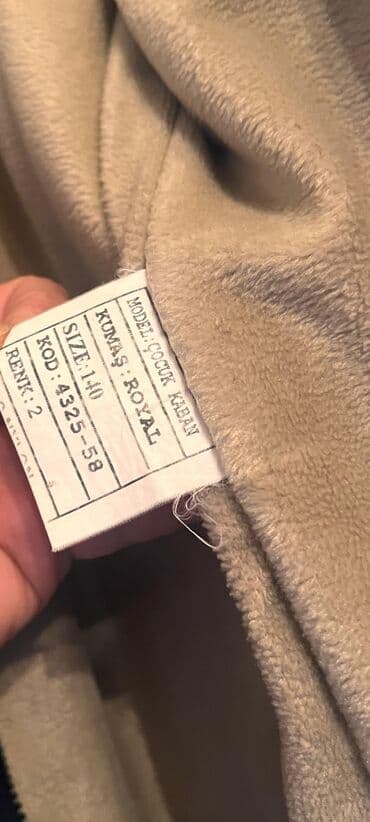 MODEL:ÇOCUK KABAN
KUMAŞ:ROYAL
SIZE:140
KOD:4325-58
RENK:2